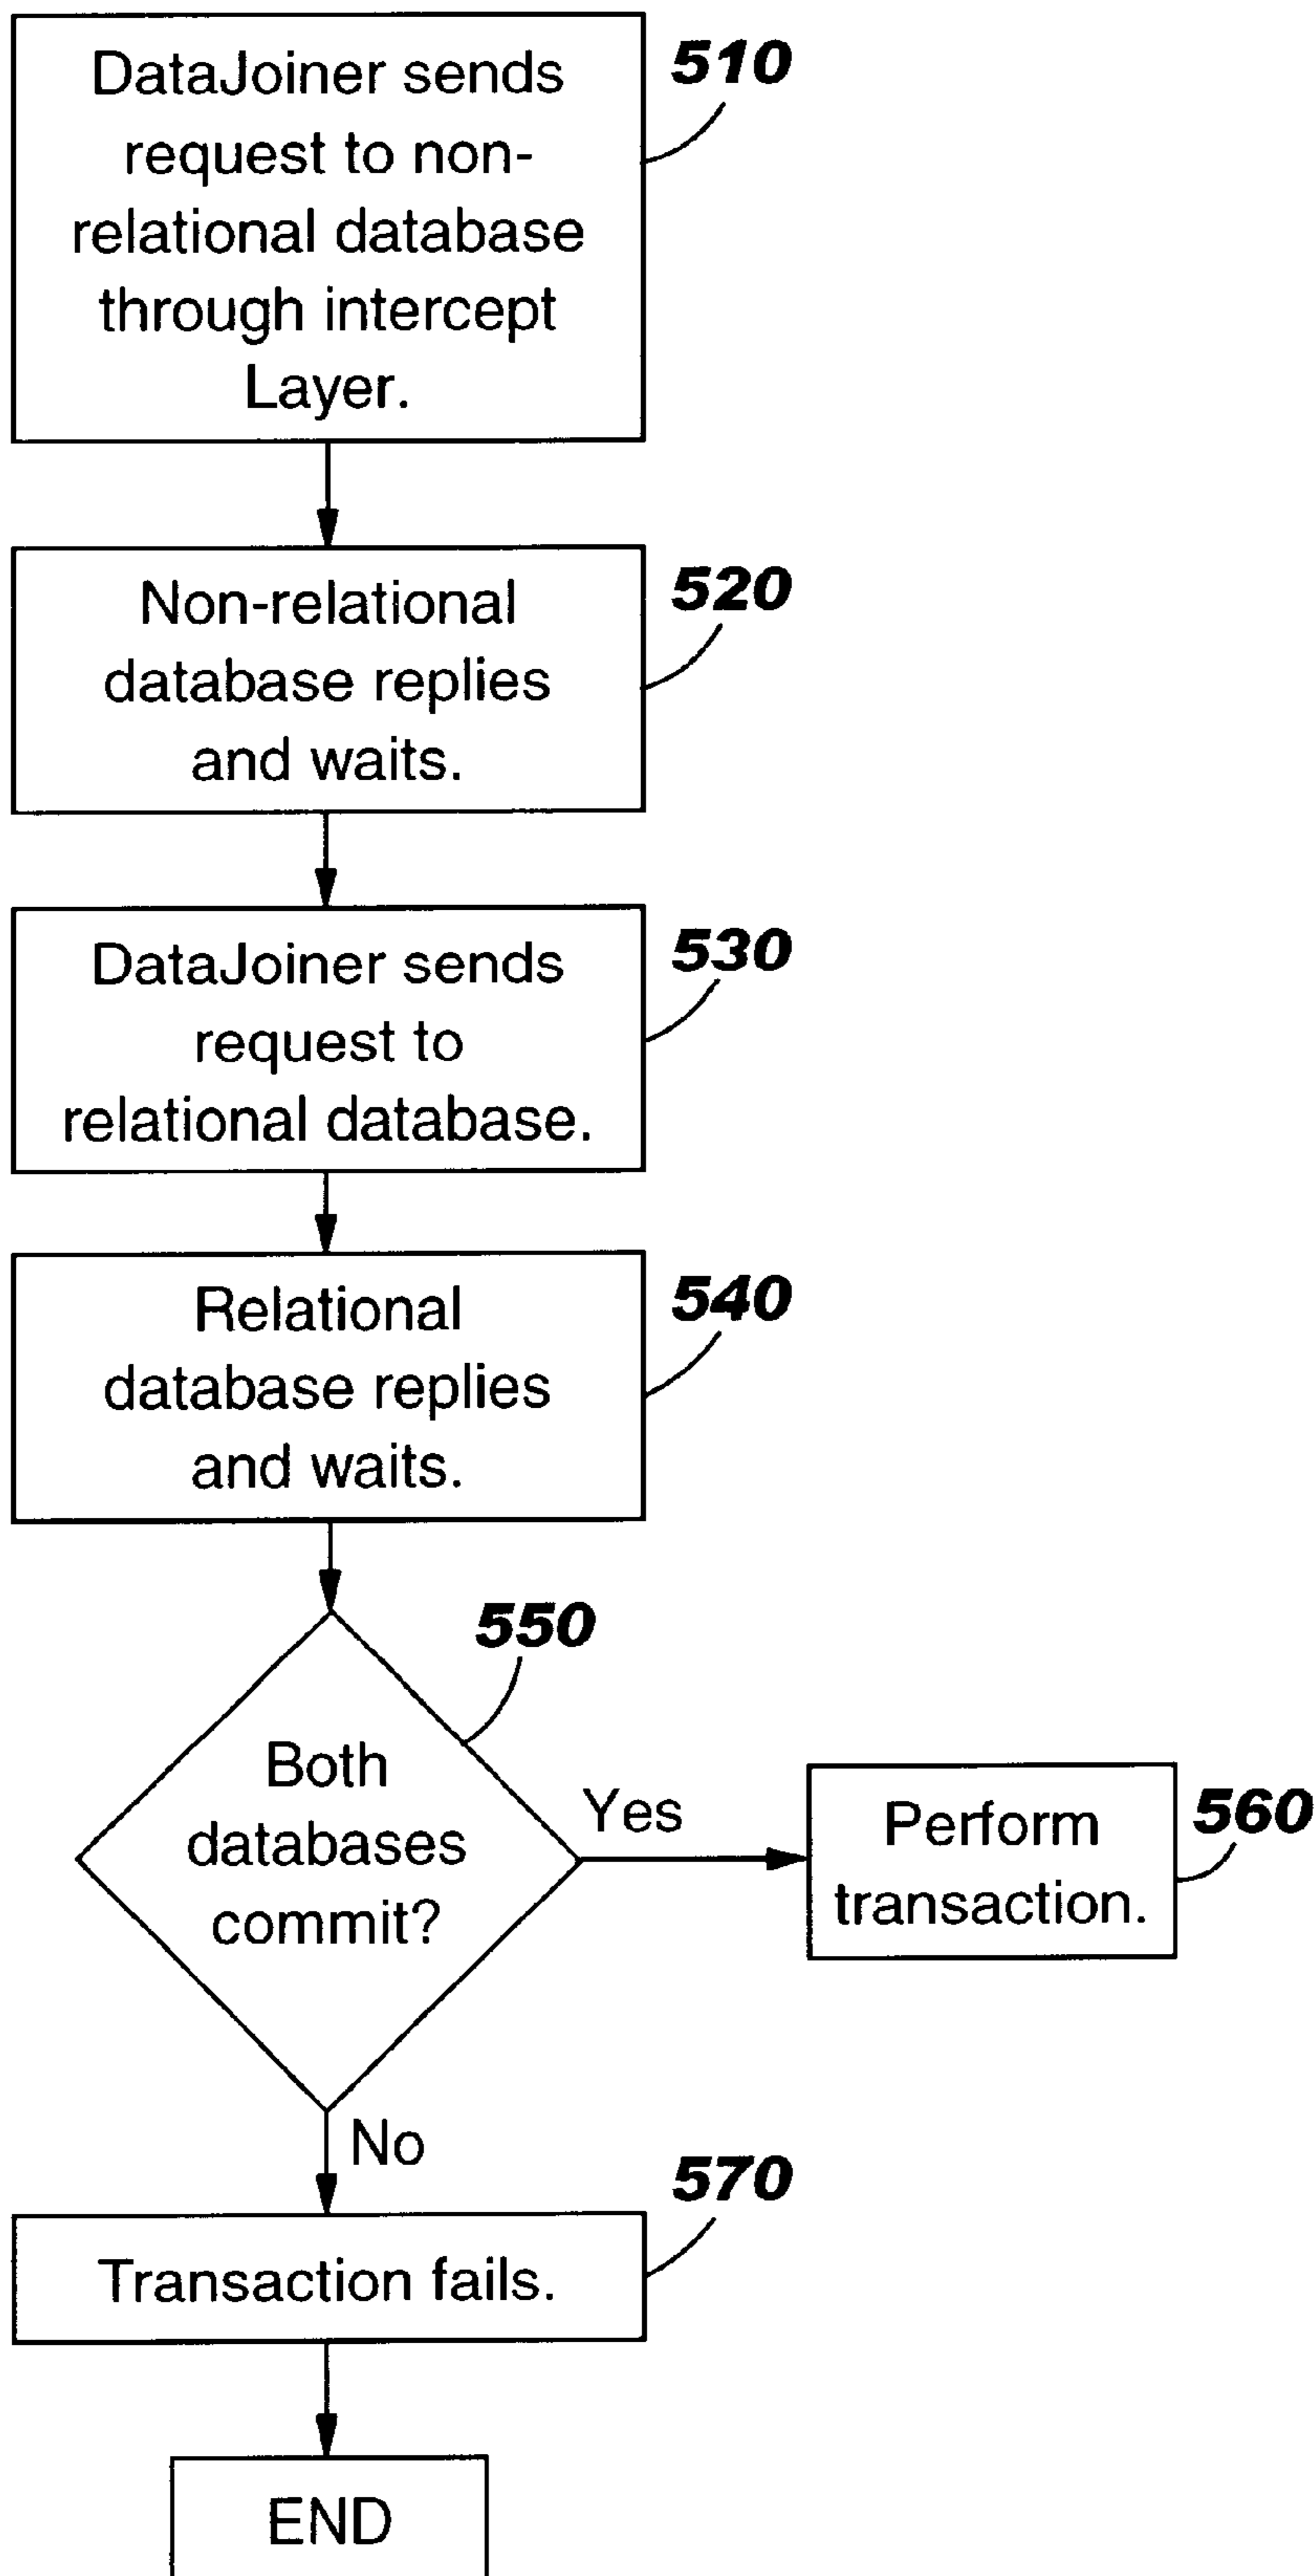 DataJoiner sends
request to non-
relational database
through intercept
Layer.
510
Non-relational
database replies
and waits.
520
DataJoiner sends
request to
relational database.
530
Relational
database replies
and waits.
540
Both
databases
commit?
550
Yes
Perform
transaction.
560
No
Transaction fails.
570
END